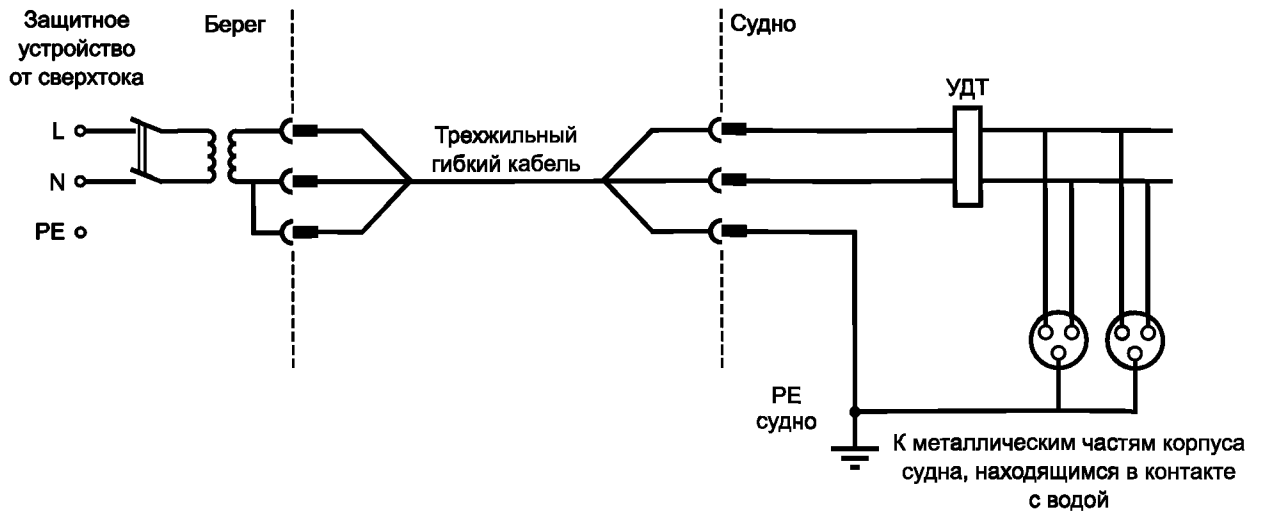 Защитное
устройство
от сверхтока
Берег
Судно
УДТ
L
Трехжильный
гибкий кабель
N
PE
PE
судно
К металлическим частям корпуса
судна, находящимся в контакте
с водой